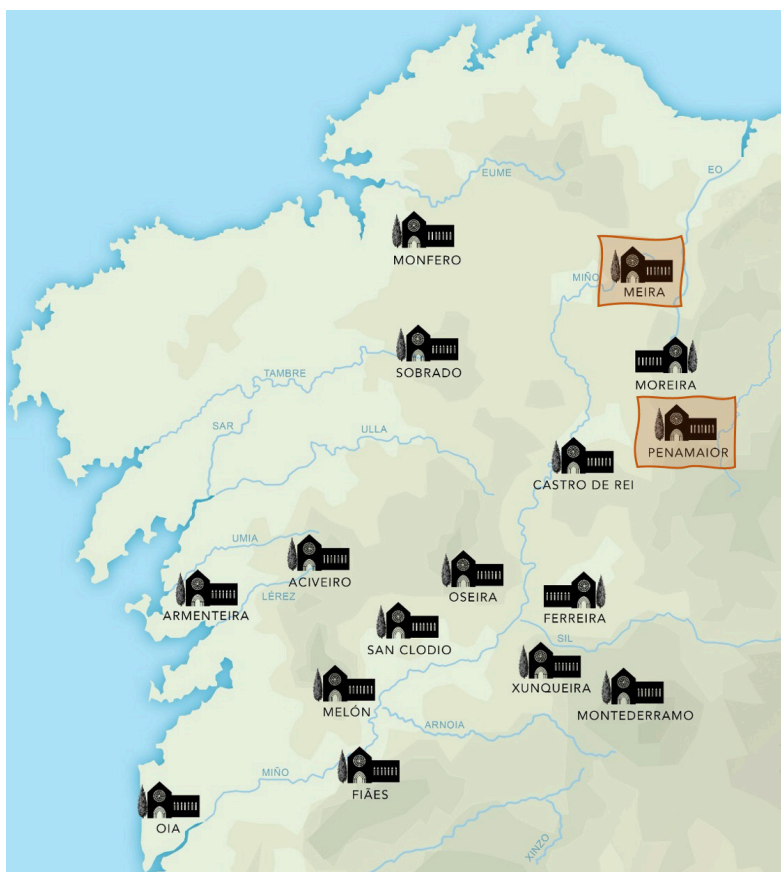 EUME
EO
MONFERO
MIÑO
MEIRA
SOBRADO
MOREIRA
TAMBRE
SAR
ULLA
PENAMAIOR
CASTRO DE REI
UMIA
ACIVEIRO
OSEIRA
LÉREZ
ARMENTEIRA
FERREIRA
SAN CLODIO
SIL
XUNQUEIRA
MELÓN
MONTEDERRAMO
ARNOIA
MIÑO
FIÃES
OIA
XINZO